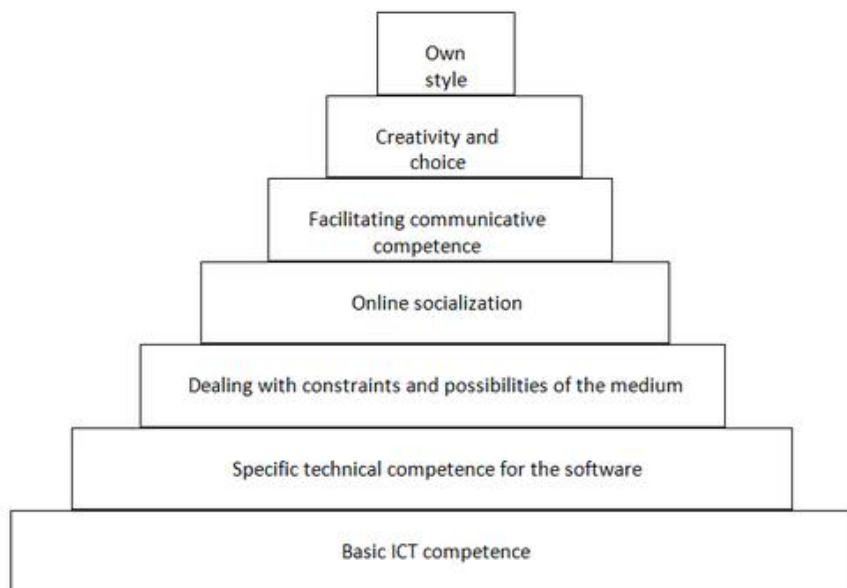 Own
style
Creativity and
choice
Facilitating communicative
competence
Online socialization
Dealing with constraints and possibilities of the medium
Specific technical competence for the software
Basic ICT competence